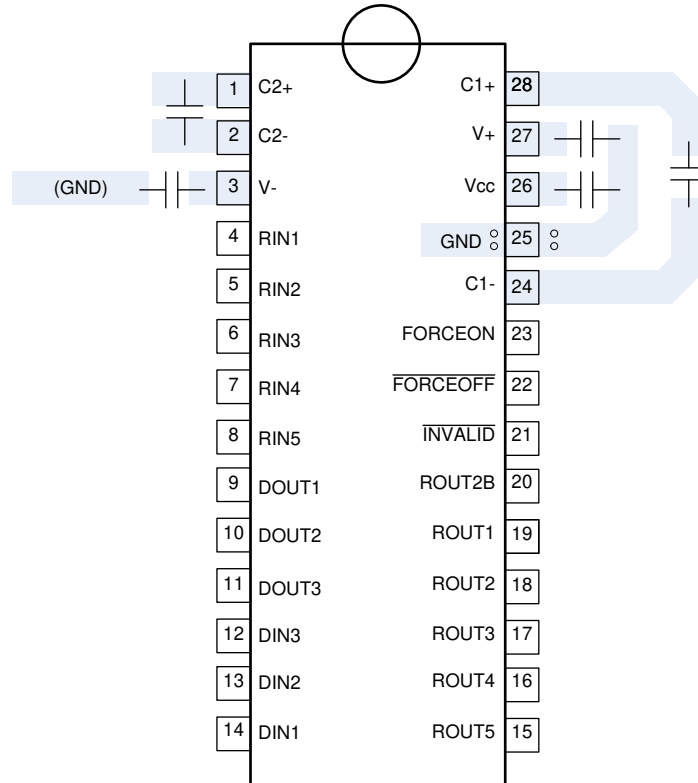 1 C2+ C1+ 28
2 C2- V+ 27
(GND) 3 V- Vcc 26
4 RIN1 GND 25
5 RIN2 C1- 24
6 RIN3 FORCEON 23
7 RIN4 FORCEOFF 22
8 RIN5 INVALID 21
9 DOUT1 ROUT2B 20
10 DOUT2 ROUT1 19
11 DOUT3 ROUT2 18
12 DIN3 ROUT3 17
13 DIN2 ROUT4 16
14 DIN1 ROUT5 15